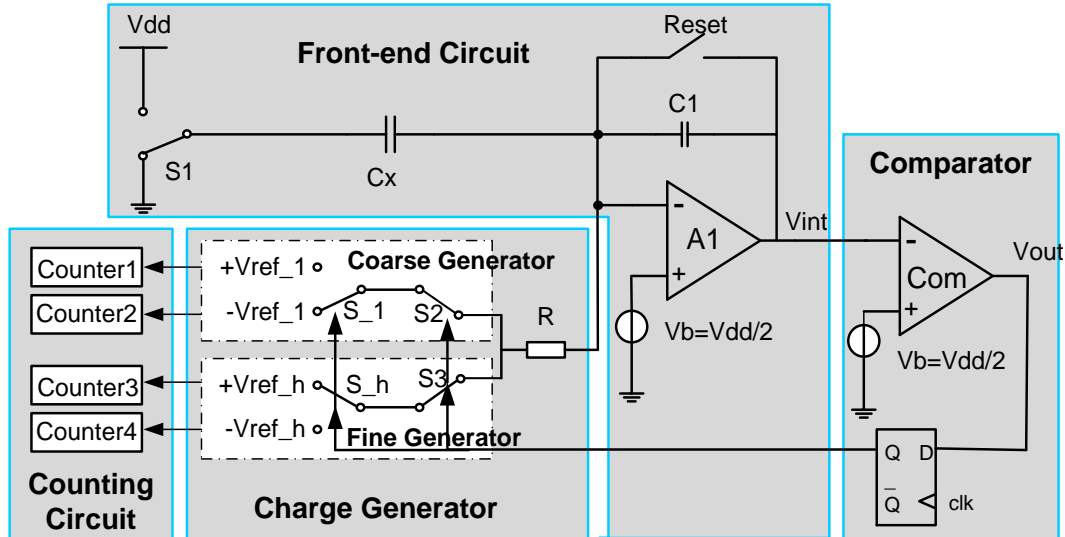 Vdd
Front-end Circuit
Reset
C1
S1
Cx
Comparator
-
A1
+
Vint
-
Com
+
Vout
Vb=Vdd/2
Vb=Vdd/2
Counter1
Counter2
Counter3
Counter4
Counting
Circuit
+Vref_1
Coarse Generator
-Vref_1
S_1
S2
R
+Vref_h
S_h
S3
-Vref_h
Fine Generator
Charge Generator
Q D
Q
clk